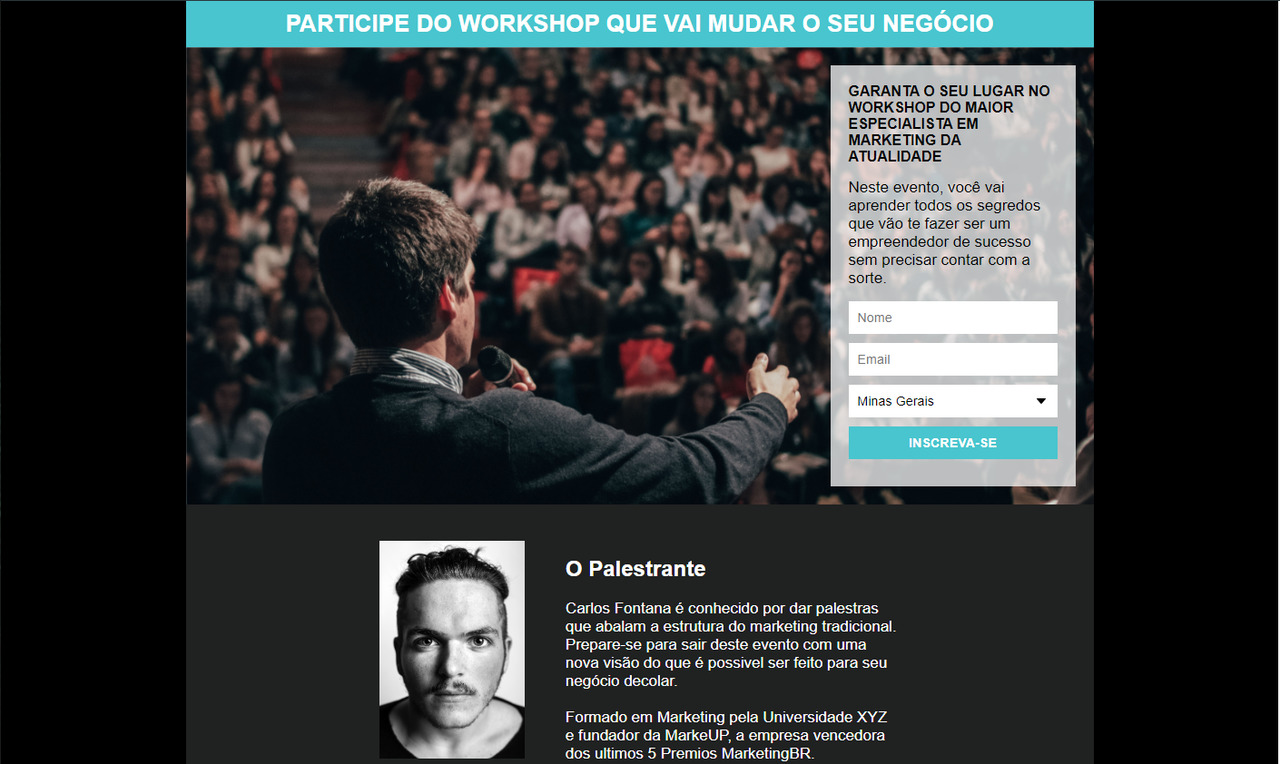 PARTICIPE DO WORKSHOP QUE VAI MUDAR O SEU NEGÓCIO
GARANTA O SEU LUGAR NO
WORKSHOP DO MAIOR
ESPECIALISTA EM
MARKETING DA
ATUALIDADE
Neste evento, você vai
aprender todos os segredos
que vão te fazer ser um
empreendedor de sucesso
sem precisar contar com a
sorte.
Nome
Email
Minas Gerais
INSCREVA-SE
O Palestrante
Carlos Fontana é conhecido por dar palestras
que abalam a estrutura do marketing tradicional.
Prepare-se para sair deste evento com uma
nova visão do que é possivel ser feito para seu
negócio decolar.
Formado em Marketing pela Universidade XYZ
e fundador da MarkeUP, a empresa vencedora
dos ultimos 5 Premios MarketingBR.